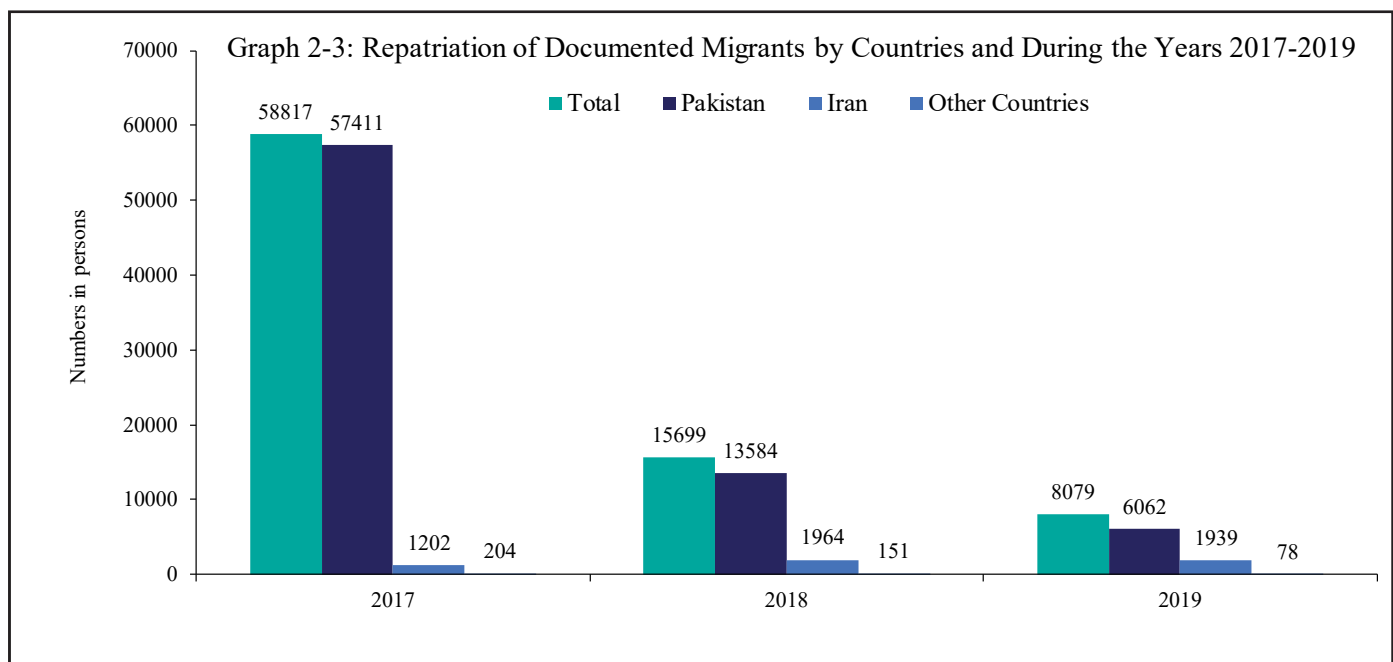 Graph 2-3: Repatriation of Documented Migrants by Countries and During the Years 2017-2019
Total Pakistan Iran Other Countries
Numbers in persons
70000
60000
50000
40000
30000
20000
10000
0
58817 57411 1202 204
15699 13584 1964 151
8079 6062 1939 78
2017 2018 2019